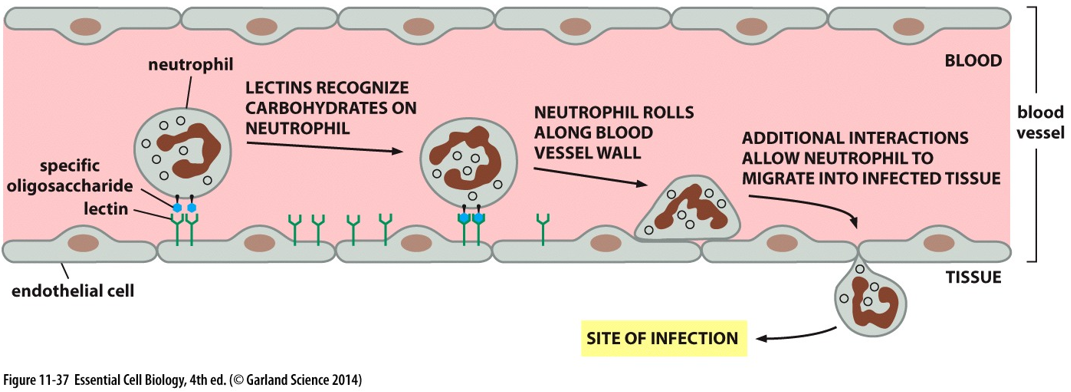 BLOOD
neutrophil
LECTINS RECOGNIZE
CARBOHYDRATES ON
NEUTROPHIL
NEUTROPHIL ROLLS
ALONG BLOOD
VESSEL WALL
ADDITIONAL INTERACTIONS
ALLOW NEUTROPHIL TO
MIGRATE INTO INFECTED TISSUE
blood
vessel
specific
oligosaccharide
lectin
endothelial cell
TISSUE
SITE OF INFECTION
Figure 11-37 Essential Cell Biology, 4th ed. (© Garland Science 2014)